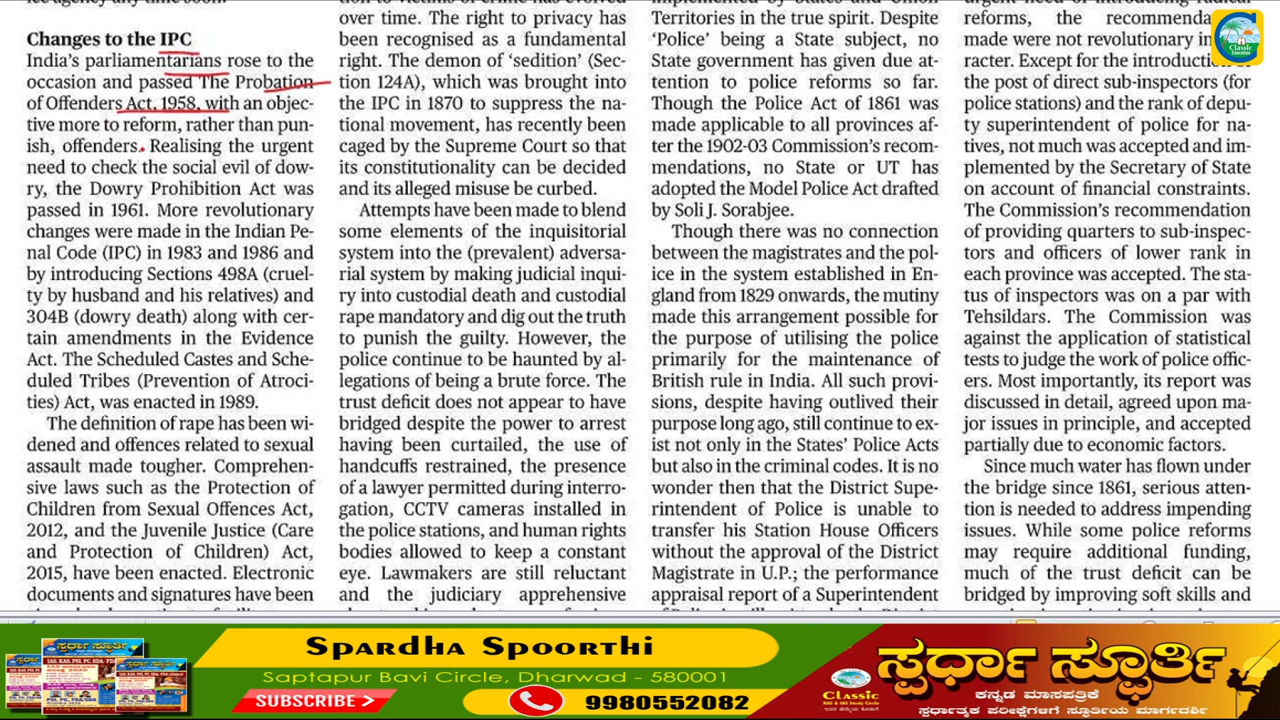 ice agency any time soon.
Changes to the IPC
India's parliamentarians rose to the
occasion and passed The Probation
of Offenders Act, 1958, with an objec-
tive more to reform, rather than pun-
ish, offenders. Realising the urgent
need to check the social evil of dow-
ry, the Dowry Prohibition Act was
passed in 1961. More revolutionary
changes were made in the Indian Pe-
nal Code (IPC) in 1983 and 1986 and
by introducing Sections 498A (cruel-
ty by husband and his relatives) and
304B (dowry death) along with cer-
tain amendments in the Evidence
Act. The Scheduled Castes and Sche-
duled Tribes (Prevention of Atroci-
ties) Act, was enacted in 1989.
The definition of rape has been wi-
dened and offences related to sexual
assault made tougher. Comprehen-
sive laws such as the Protection of
Children from Sexual Offences Act,
2012, and the Juvenile Justice (Care
and Protection of Children) Act,
2015, have been enacted. Electronic
documents and signatures have been
tion to victims of crime has evolved
over time. The right to privacy has
been recognised as a fundamental
right. The demon of 'sedition' (Sec-
tion 124A), which was brought into
the IPC in 1870 to suppress the na-
tional movement, has recently been
caged by the Supreme Court so that
its constitutionality can be decided
and its alleged misuse be curbed.
Attempts have been made to blend
some elements of the inquisitorial
system into the (prevalent) adversa-
rial system by making judicial inqui-
ry into custodial death and custodial
rape mandatory and dig out the truth
to punish the guilty. However, the
police continue to be haunted by al-
legations of being a brute force. The
trust deficit does not appear to have
bridged despite the power to arrest
having been curtailed, the use of
handcuffs restrained, the presence
of a lawyer permitted during interro-
gation, CCTV cameras installed in
the police stations, and human rights
bodies allowed to keep a constant
eye. Lawmakers are still reluctant
and the judiciary apprehensive
implemented by States and Union
Territories in the true spirit. Despite
'Police' being a State subject, no
State government has given due at-
tention to police reforms so far.
Though the Police Act of 1861 was
made applicable to all provinces af-
ter the 1902-03 Commission's recom-
mendations, no State or UT has
adopted the Model Police Act drafted
by Soli J. Sorabjee.
Though there was no connection
between the magistrates and the pol-
ice in the system established in En-
gland from 1829 onwards, the mutiny
made this arrangement possible for
the purpose of utilising the police
primarily for the maintenance of
British rule in India. All such provi-
sions, despite having outlived their
purpose long ago, still continue to ex-
ist not only in the States' Police Acts
but also in the criminal codes. It is no
wonder then that the District Supe-
rintendent of Police is unable to
transfer his Station House Officers
without the approval of the District
Magistrate in U.P.; the performance
appraisal report of a Superintendent
reforms, the
made were not revolutionary in
racter. Except for the
the post of direct sub-inspectors (for
police stations) and the rank of depu-
ty superintendent of police for na-
tives, not much was accepted and im-
plemented by the Secretary of State
on account of financial constraints.
The Commission's recommendation
of providing quarters to sub-inspec-
tors and officers of lower rank in
each province was accepted. The sta-
tus of inspectors was on a par with
Tehsildars. The Commission was
against the application of statistical
tests to judge the work of police offic-
ers. Most importantly, its report was
discussed in detail, agreed upon ma-
jor issues in principle, and accepted
partially due to economic factors.
Since much water has flown under
the bridge since 1861, serious atten-
tion is needed to address impending
issues. While some police reforms
may require additional funding,
much of the trust deficit can be
bridged by improving soft skills and
Classic
Education
Spardha Spoorthi
Saptapur Bavi Circle, Dharwad - 580001
SUBSCRIBE
9980552082
ಸ್ಪರ್ಧಾ ಸ್ಫೂರ್ತಿ
Classic
KAS & IAS Study Circle
ಕನ್ನಡ ಮಾಸಪತ್ರಿಕೆ
ಸ್ಪರ್ಧಾತ್ಮಕ ಪರೀಕ್ಷೆಗಳಿಗೆ ಸ್ಫೂರ್ತಿಯ ಮಾರ್ಗದರ್ಶಿ